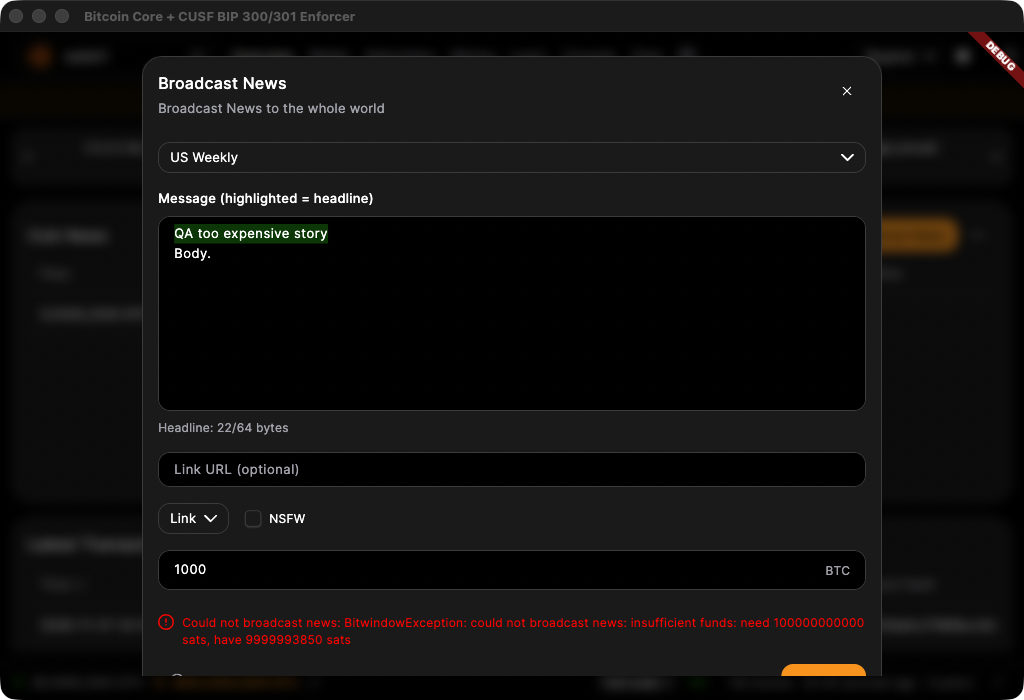 Bitcoin Core + CUSF BIP 300/301 Enforcer
DEBUG
Broadcast News
Broadcast News to the whole world
US Weekly
Message (highlighted = headline)
QA too expensive story
Body.
Headline: 22/64 bytes
Link URL (optional)
Link
NSFW
1000
BTC
Could not broadcast news: BitwindowException: could not broadcast news: insufficient funds: need 100000000000
sats, have 9999993850 sats